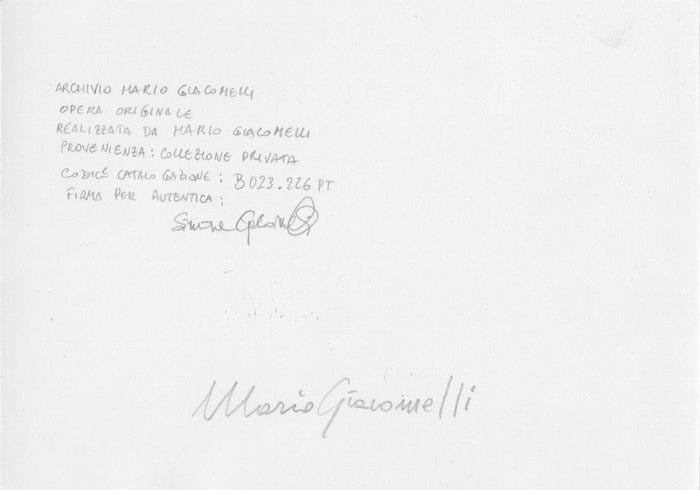 ARCHIVIO MARIO GIACOMELLI
OPERA ORIGINALE
REALIZZATA DA MARIO GIACOMELLI
PROVENIENZA: COLLEZIONE PRIVATA
CODICE CATALOGAZIONE: B023.226 PT
FIRMA PER AUTENTICA:
Simone
Mario Giacomelli